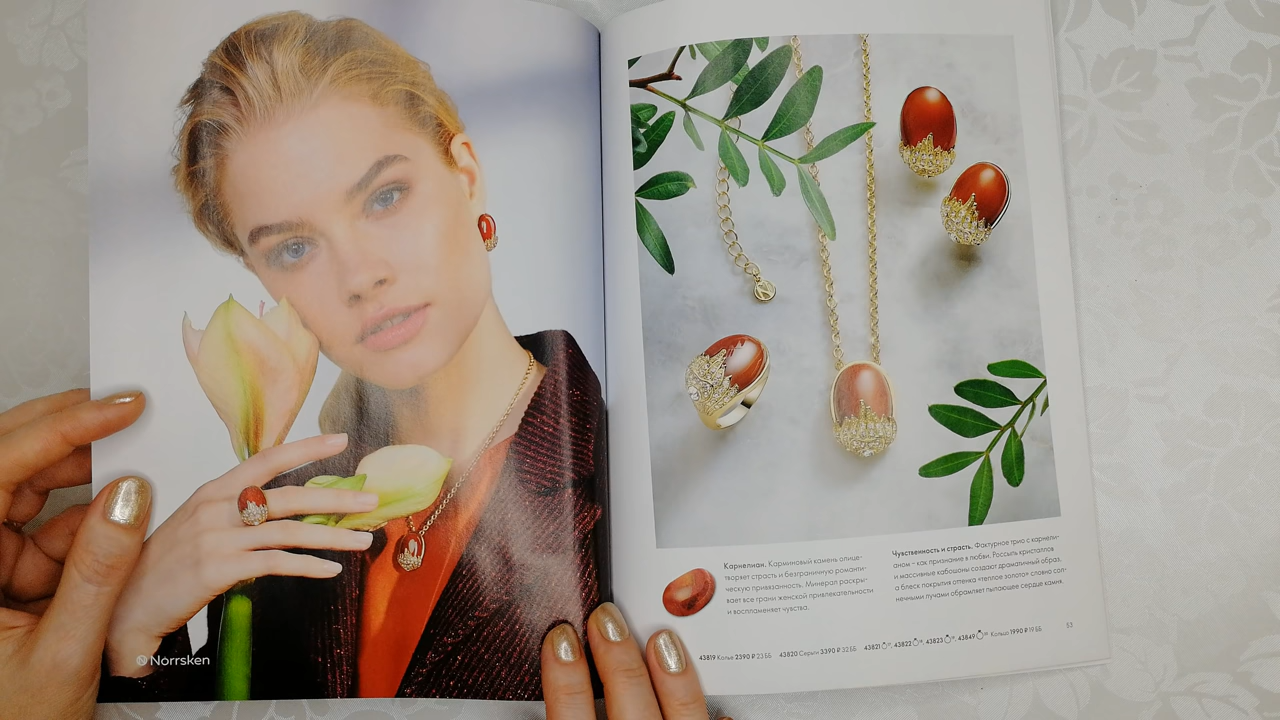 Nörrsken
Карнелиан. Карминовый камень олице-
творяет страсть и безграничную романти-
ческую привязанность. Минерал раскры-
вает все грани женской привлекательности
и воспламеняет чувства.
Чувственность и страсть. Фактурное трио с карнели-
аном – как признание в любви. Россыпь кристаллов
и массивные кабошоны создают драматичный образ,
а блеск покрытия оттенка «теплое золото» словно сол-
нечными лучами обрамляет пылающее сердце камня.
43819 Колье 2390 ₽ 23 ББ 43820 Серьги 3390 ₽ 32 ББ 43821 43822 43823 43849 Кольцо 1990 ₽ 19 ББ
53